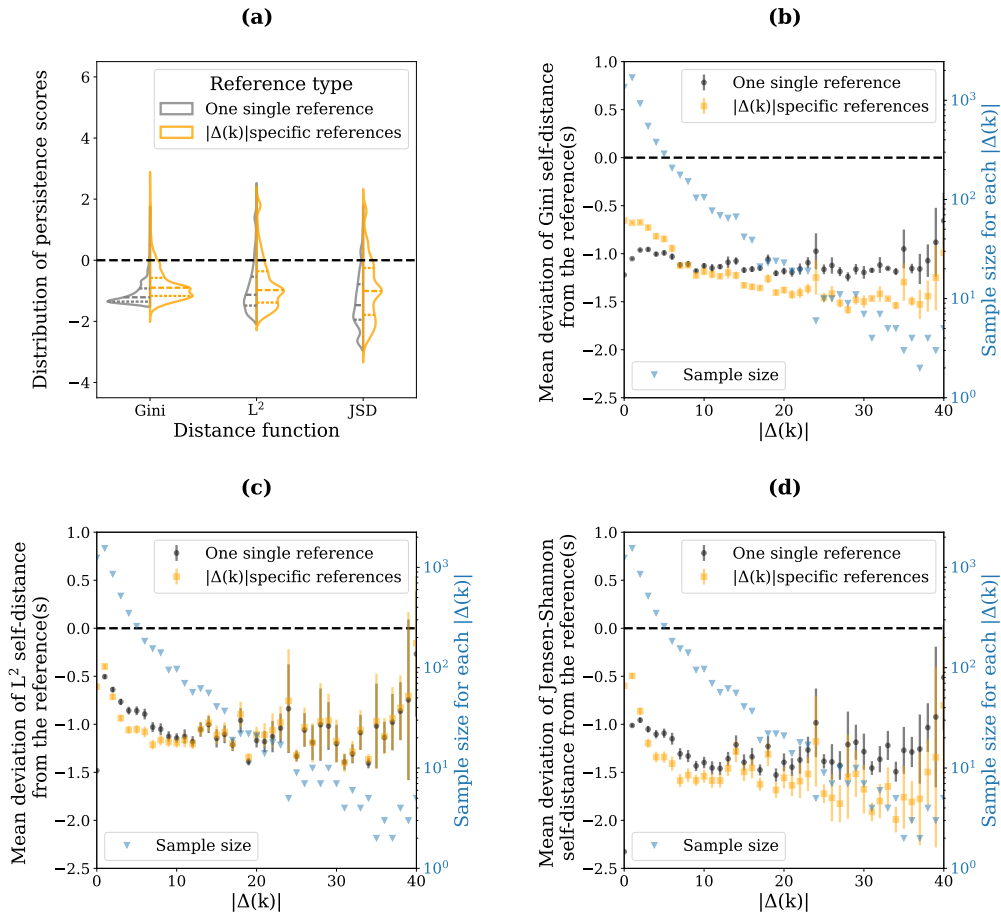 (a)
Distribution of persistence scores
6
4
2
0
−2
−4
Reference type
One single reference
|Δ(k)|specific references
Gini
L²
JSD
Distance function
(b)
Mean deviation of Gini self-distance
from the reference(s)
1.0
0.5
0.0
−0.5
−1.0
−1.5
−2.0
−2.5
One single reference
|Δ(k)|specific references
Sample size
10³
10²
10¹
10⁰
Sample size for each |Δ(k)|
0
10
20
30
40
|Δ(k)|
(c)
Mean deviation of L² self-distance
from the reference(s)
1.0
0.5
0.0
−0.5
−1.0
−1.5
−2.0
−2.5
One single reference
|Δ(k)|specific references
Sample size
10³
10²
10¹
10⁰
Sample size for each |Δ(k)|
0
10
20
30
40
|Δ(k)|
(d)
Mean deviation of Jensen-Shannon
self-distance from the reference(s)
1.0
0.5
0.0
−0.5
−1.0
−1.5
−2.0
−2.5
One single reference
|Δ(k)|specific references
Sample size
10³
10²
10¹
10⁰
Sample size for each |Δ(k)|
0
10
20
30
40
|Δ(k)|